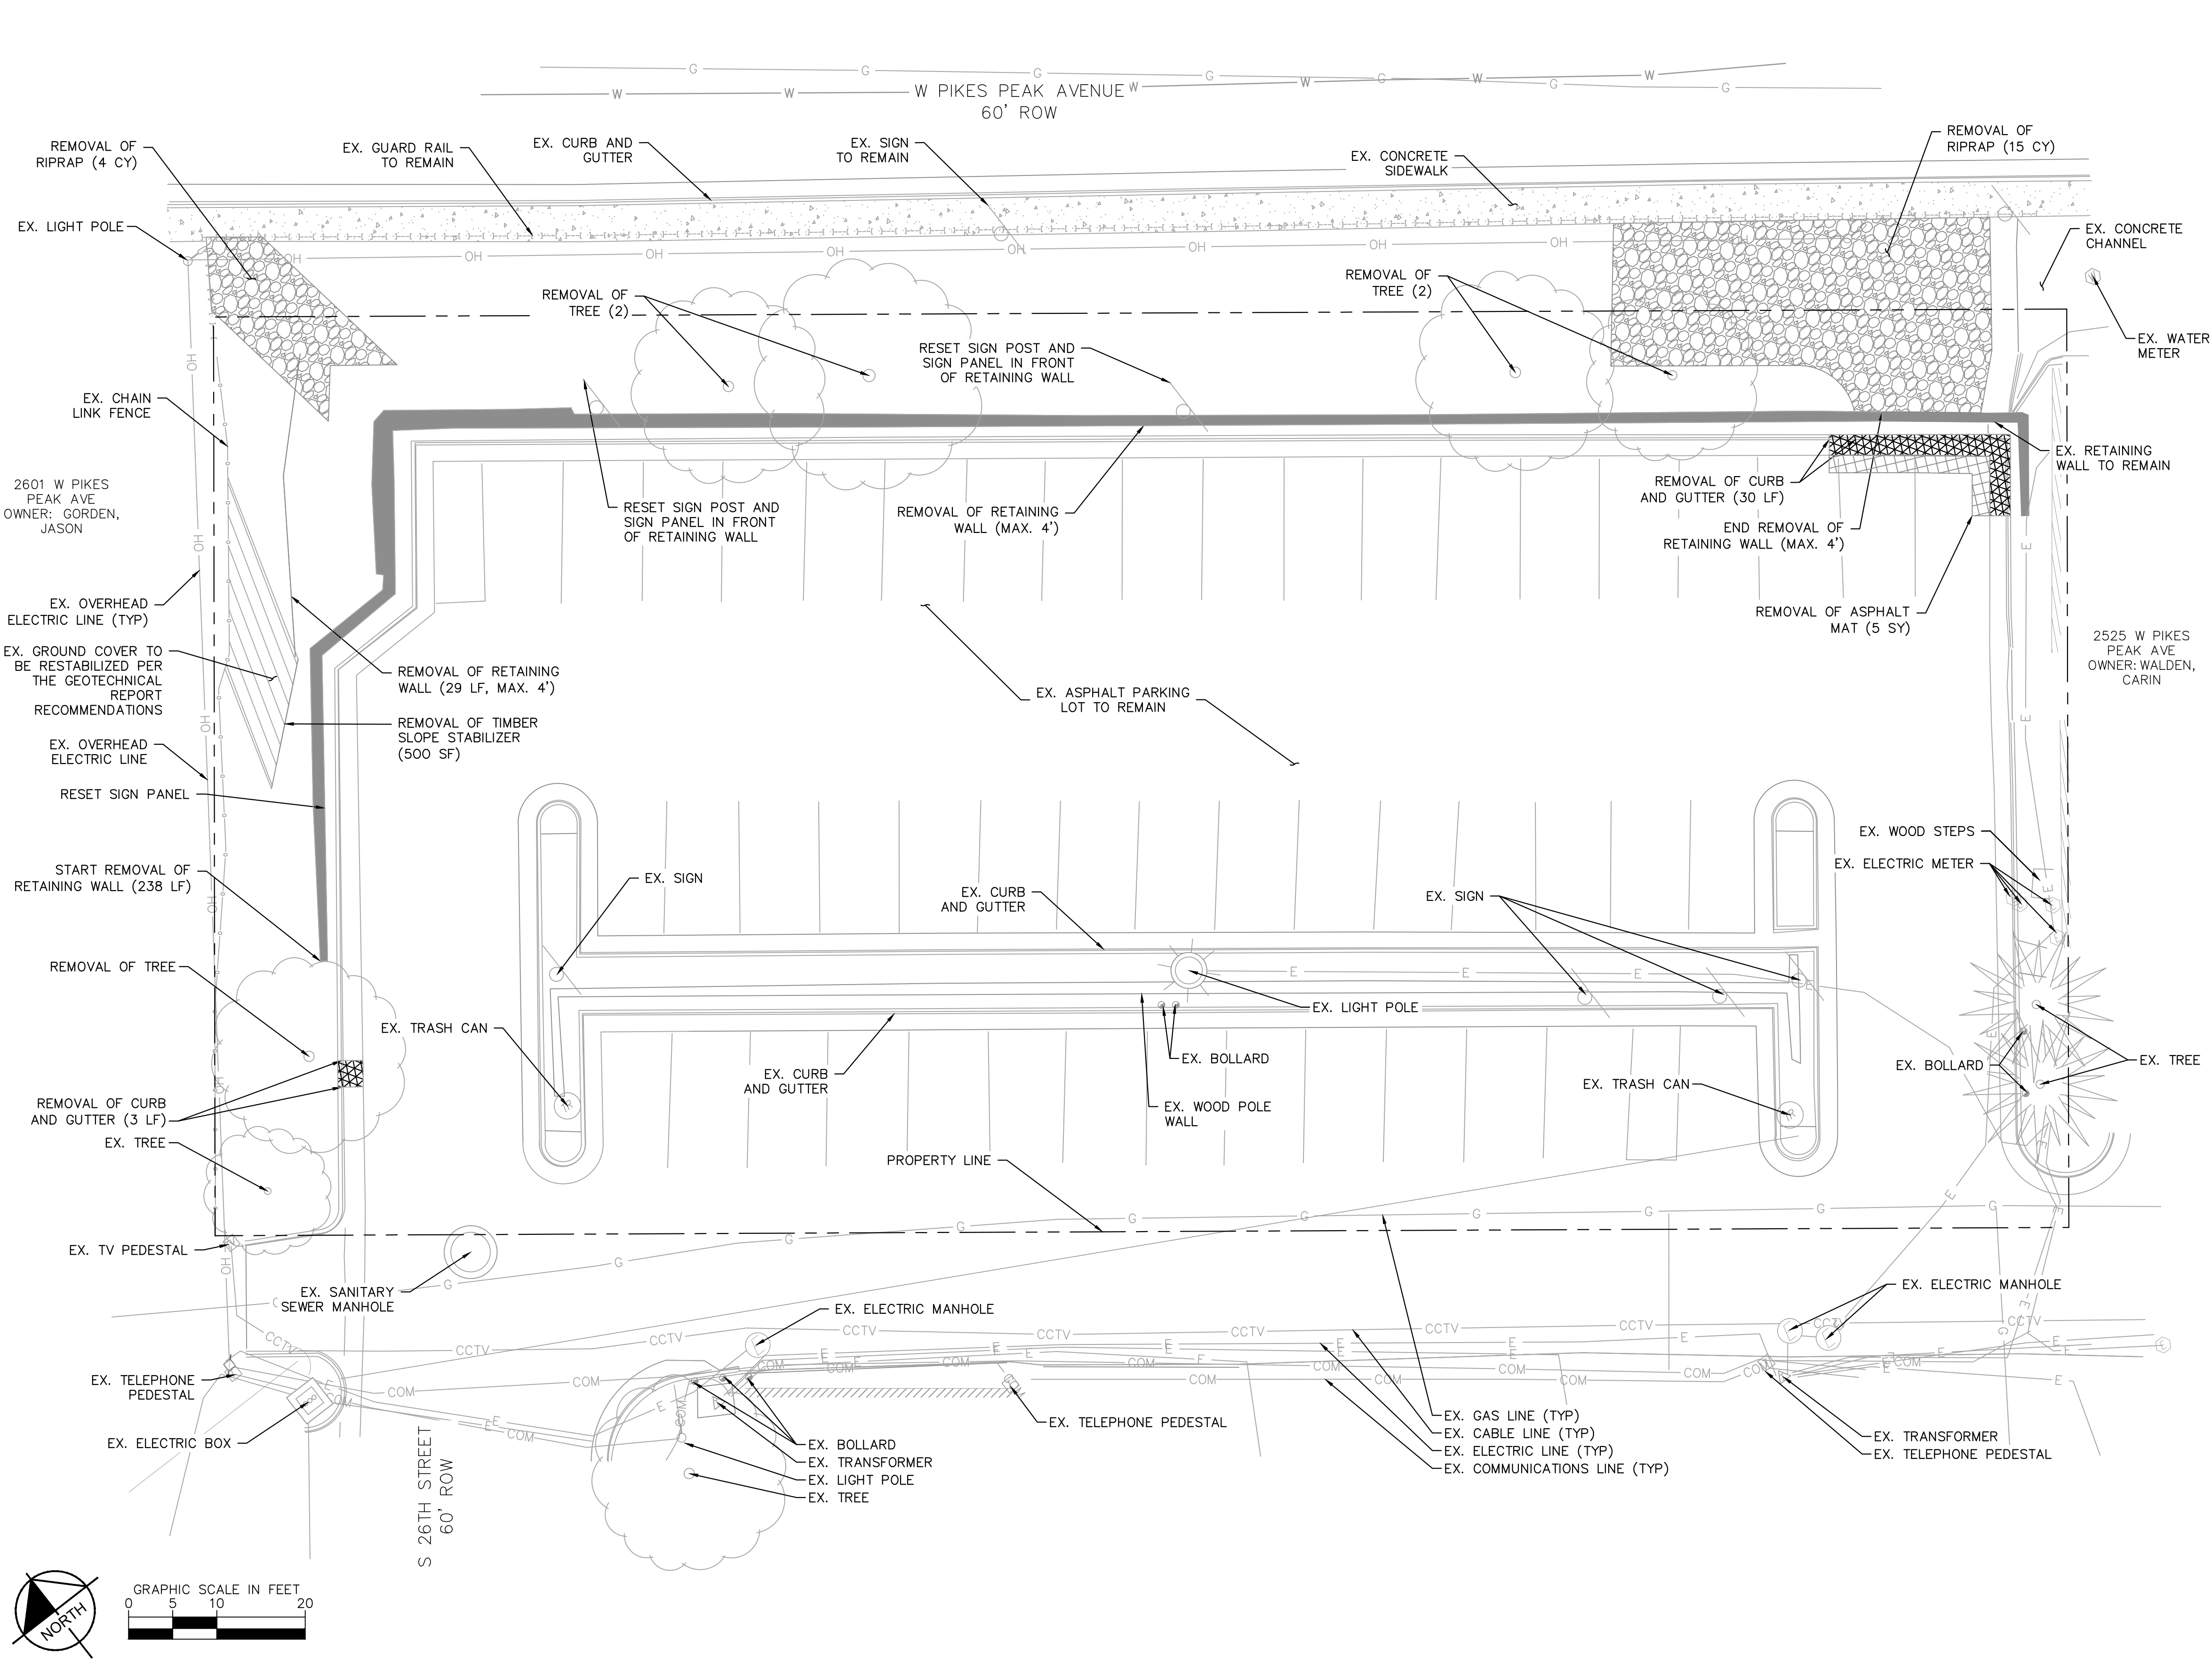 W PIKES PEAK AVENUE
60' ROW
REMOVAL OF
RIPRAP (4 CY)
EX. GUARD RAIL
TO REMAIN
EX. CURB AND
GUTTER
EX. SIGN
TO REMAIN
EX. CONCRETE
SIDEWALK
REMOVAL OF
RIPRAP (15 CY)
EX. LIGHT POLE
EX. CONCRETE
CHANNEL
REMOVAL OF
TREE (2)
REMOVAL OF
TREE (2)
EX. WATER
METER
RESET SIGN POST AND
SIGN PANEL IN FRONT
OF RETAINING WALL
EX. CHAIN
LINK FENCE
EX. RETAINING
WALL TO REMAIN
2601 W PIKES
PEAK AVE
OWNER: GORDEN,
JASON
RESET SIGN POST AND
SIGN PANEL IN FRONT
OF RETAINING WALL
REMOVAL OF RETAINING
WALL (MAX. 4')
REMOVAL OF CURB
AND GUTTER (30 LF)
END REMOVAL OF
RETAINING WALL (MAX. 4')
EX. OVERHEAD
ELECTRIC LINE (TYP)
REMOVAL OF ASPHALT
MAT (5 SY)
2525 W PIKES
PEAK AVE
OWNER: WALDEN,
CARIN
EX. GROUND COVER TO
BE RESTABILIZED PER
THE GEOTECHNICAL
REPORT
RECOMMENDATIONS
REMOVAL OF RETAINING
WALL (29 LF, MAX. 4')
EX. ASPHALT PARKING
LOT TO REMAIN
REMOVAL OF TIMBER
SLOPE STABILIZER
(500 SF)
EX. OVERHEAD
ELECTRIC LINE
RESET SIGN PANEL
EX. WOOD STEPS
EX. ELECTRIC METER
START REMOVAL OF
RETAINING WALL (238 LF)
EX. SIGN
EX. CURB
AND GUTTER
EX. SIGN
REMOVAL OF TREE
EX. LIGHT POLE
EX. TRASH CAN
EX. BOLLARD
EX. BOLLARD
EX. TREE
EX. CURB
AND GUTTER
EX. TRASH CAN
REMOVAL OF CURB
AND GUTTER (3 LF)
EX. WOOD POLE
WALL
EX. TREE
PROPERTY LINE
EX. TV PEDESTAL
EX. SANITARY
SEWER MANHOLE
EX. ELECTRIC MANHOLE
EX. ELECTRIC MANHOLE
EX. TELEPHONE
PEDESTAL
EX. TELEPHONE PEDESTAL
EX. ELECTRIC BOX
EX. BOLLARD
EX. TRANSFORMER
EX. LIGHT POLE
EX. TREE
EX. GAS LINE (TYP)
EX. CABLE LINE (TYP)
EX. ELECTRIC LINE (TYP)
EX. COMMUNICATIONS LINE (TYP)
EX. TRANSFORMER
EX. TELEPHONE PEDESTAL
S 26TH STREET
60' ROW
NORTH
GRAPHIC SCALE IN FEET
0 5 10 20